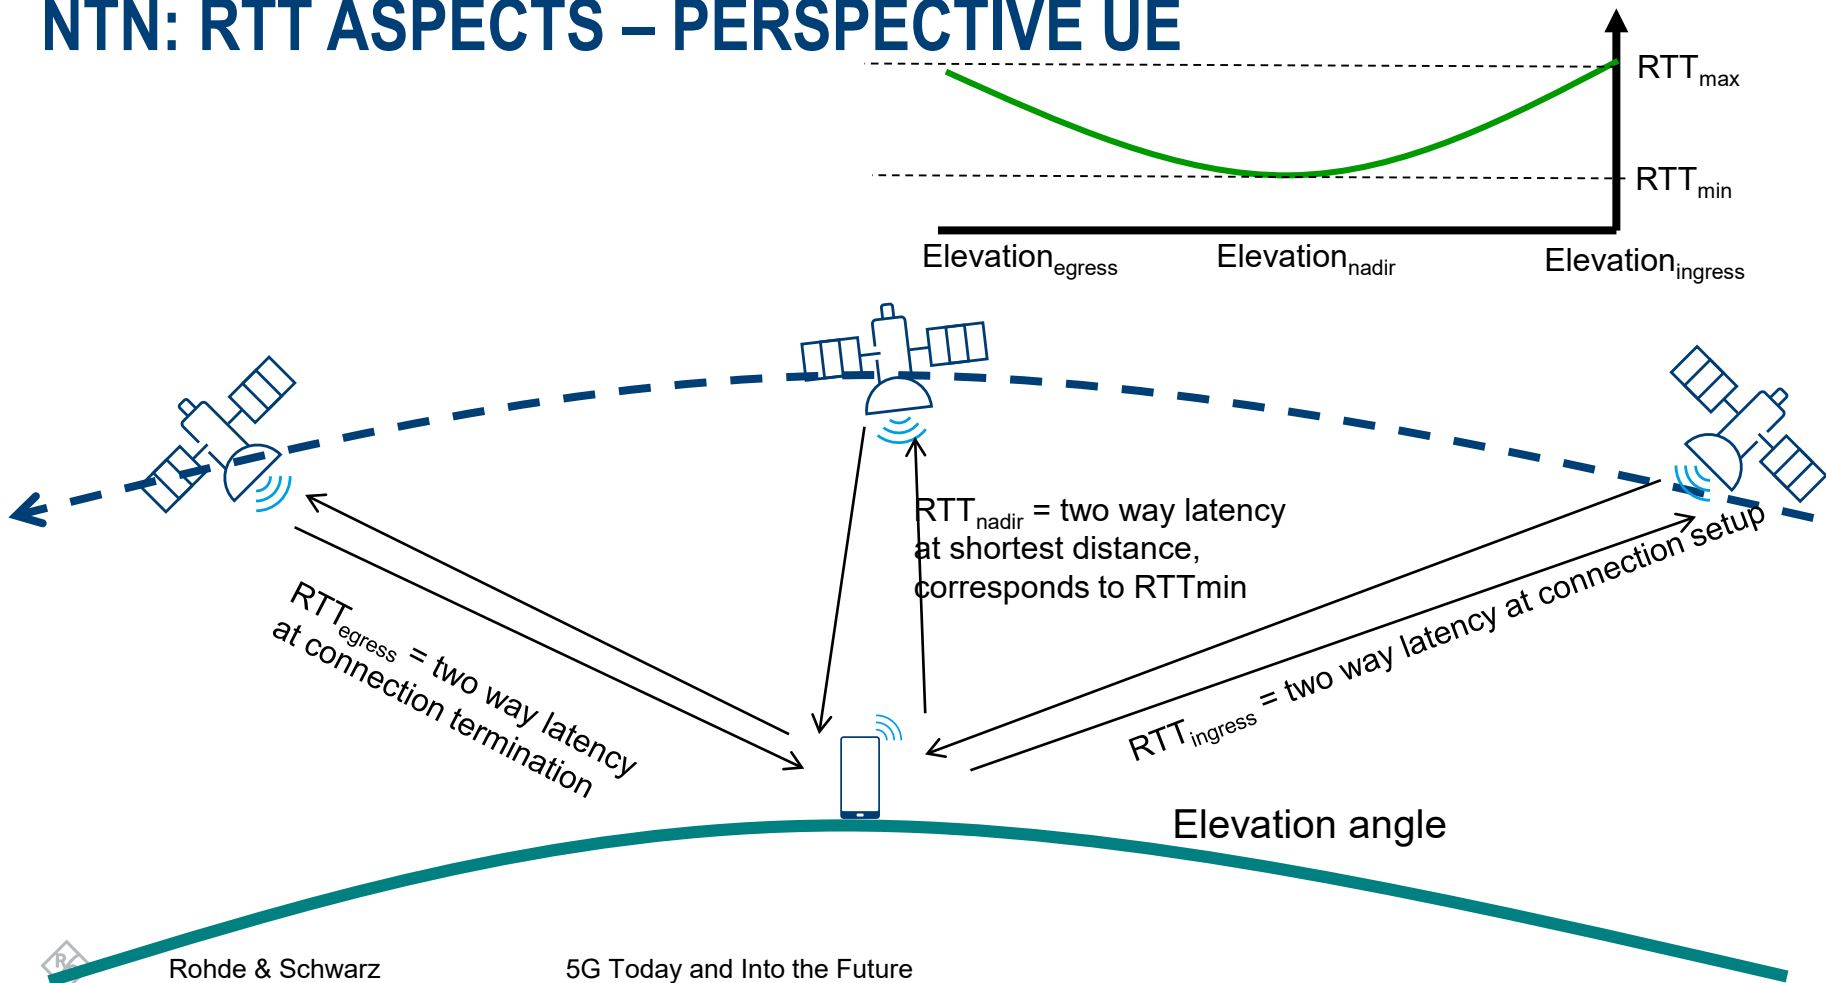 NTN: RTT ASPECTS – PERSPECTIVE UE
RTTmax
RTTmin
Elevationegress
Elevationnadir
Elevationingress
RTTnadir = two way latency
at shortest distance,
corresponds to RTTmin
RTTegress = two way latency
at connection termination
RTTingress = two way latency at connection setup
Elevation angle
Rohde & Schwarz
5G Today and Into the Future